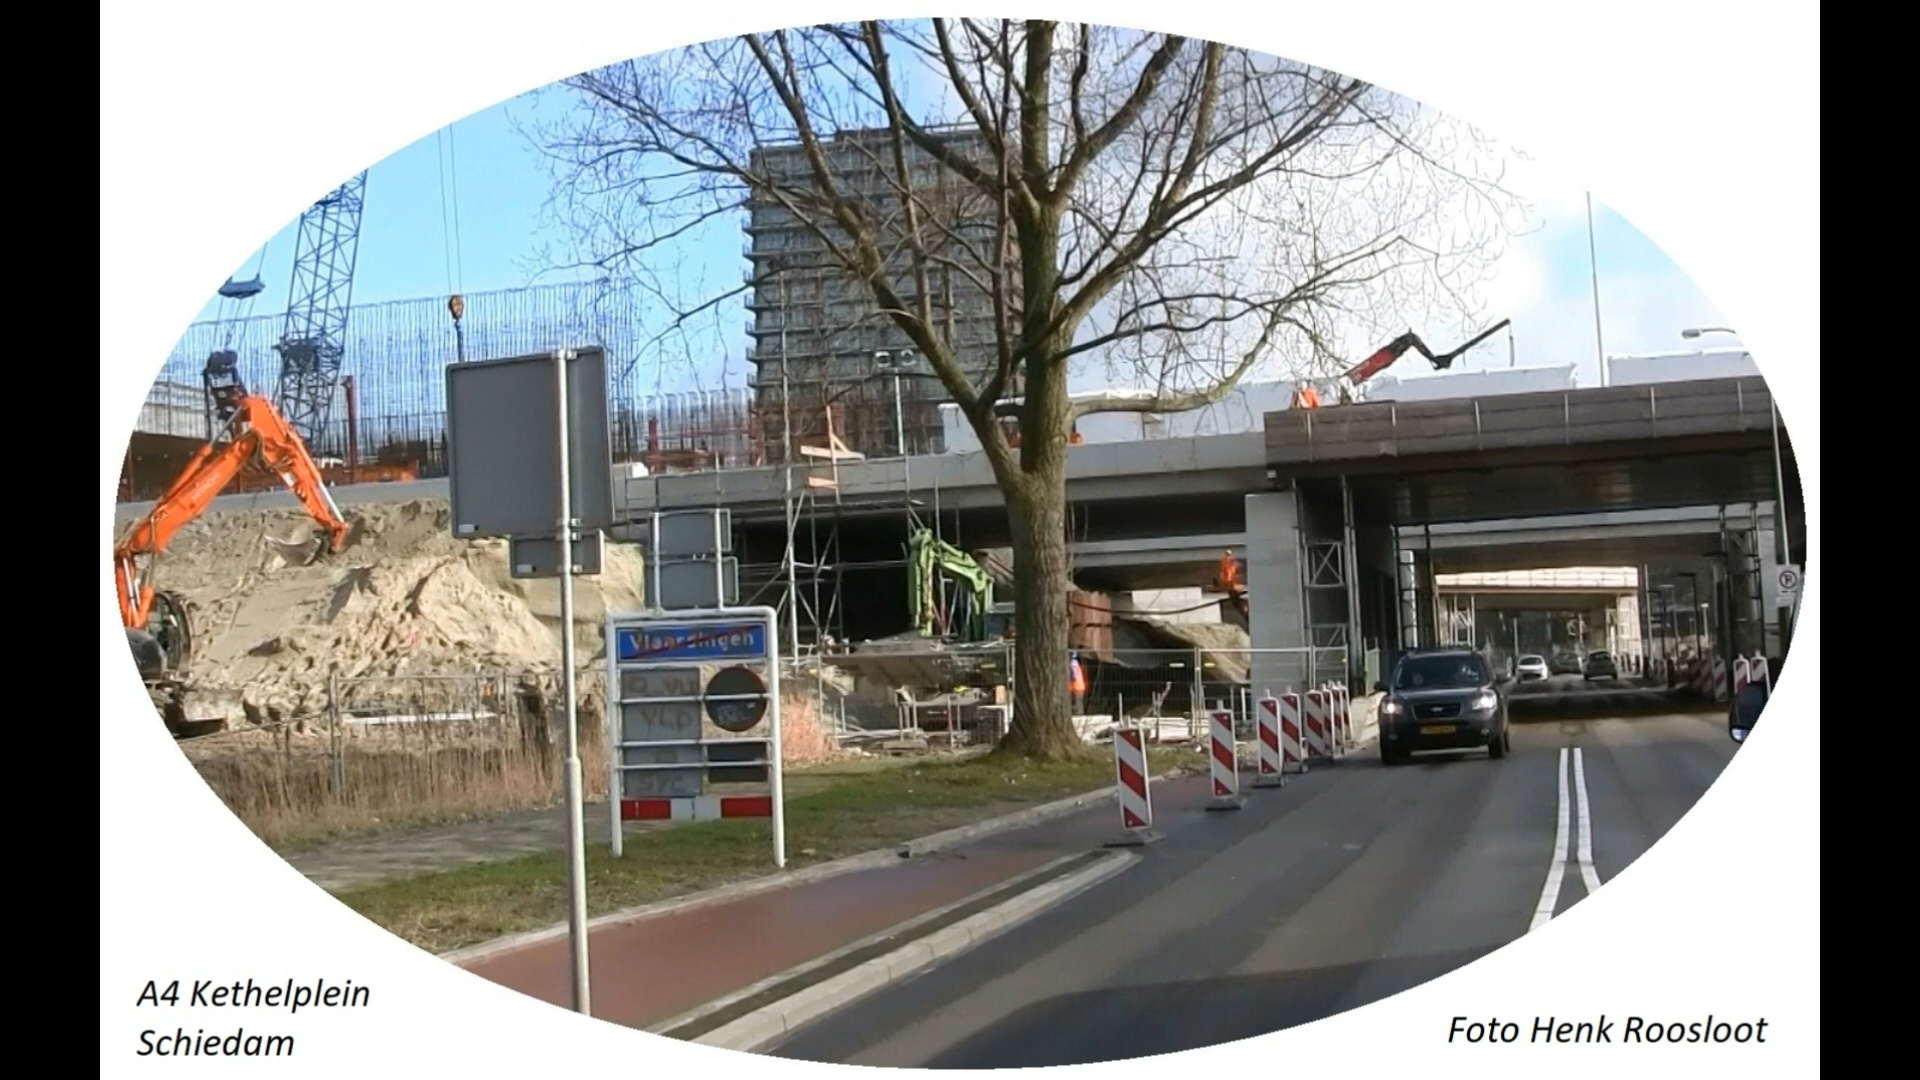 Vlaardingen
A4 Kethelplein
Schiedam
Foto Henk Roosloot